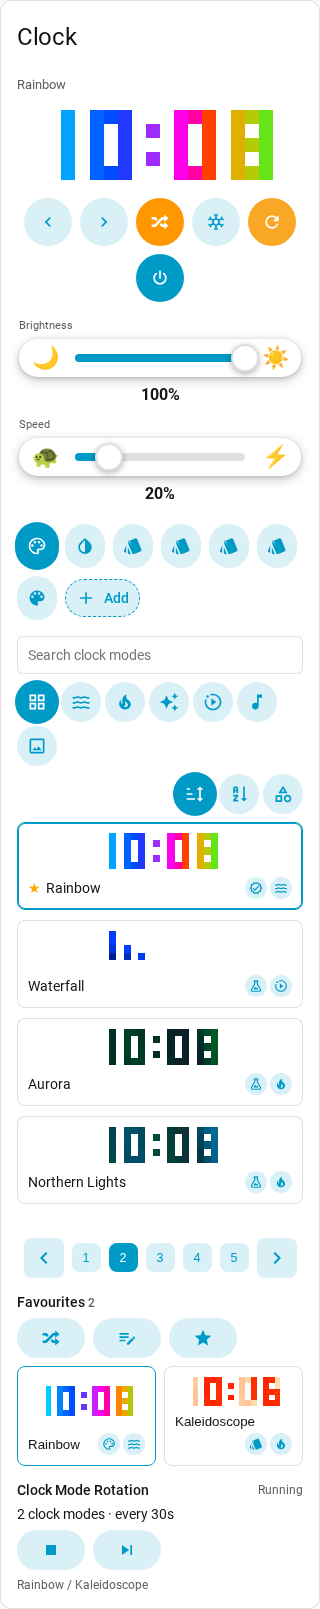 Clock
Rainbow
10:08
Brightness
100%
Speed
20%
Add
Search clock modes
10:08
Rainbow
Waterfall
10:08
Aurora
10:08
Northern Lights
1 2 3 4 5
Favourites 2
10:08 10:06
Rainbow Kaleidoscope
Clock Mode Rotation Running
2 clock modes · every 30s
Rainbow / Kaleidoscope